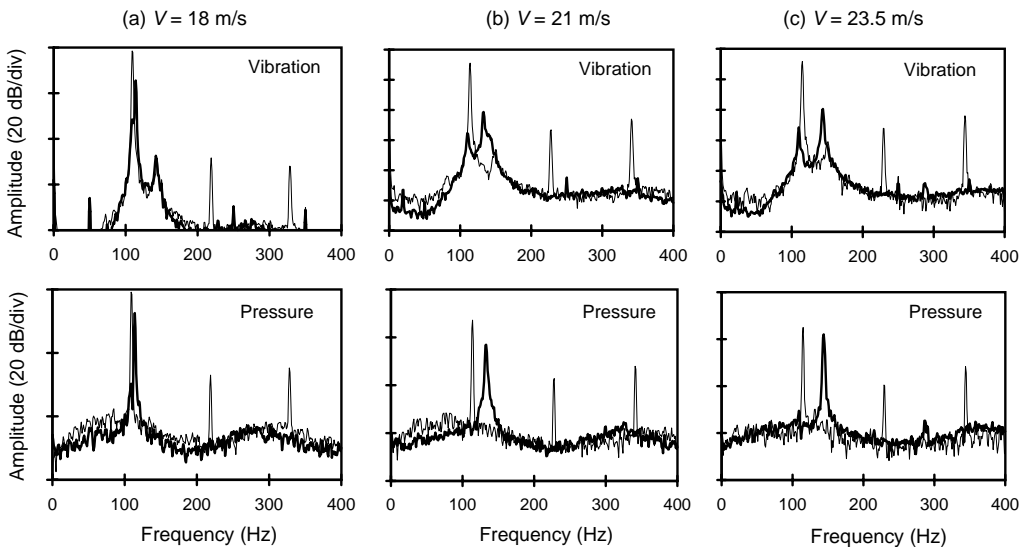 (a) V = 18 m/s
(b) V = 21 m/s
(c) V = 23.5 m/s
Amplitude (20 dB/div)
Vibration
Vibration
Vibration
0 100 200 300 400
0 100 200 300 400
0 100 200 300 400
Amplitude (20 dB/div)
Pressure
Pressure
Pressure
0 100 200 300 400
0 100 200 300 400
0 100 200 300 400
Frequency (Hz)
Frequency (Hz)
Frequency (Hz)